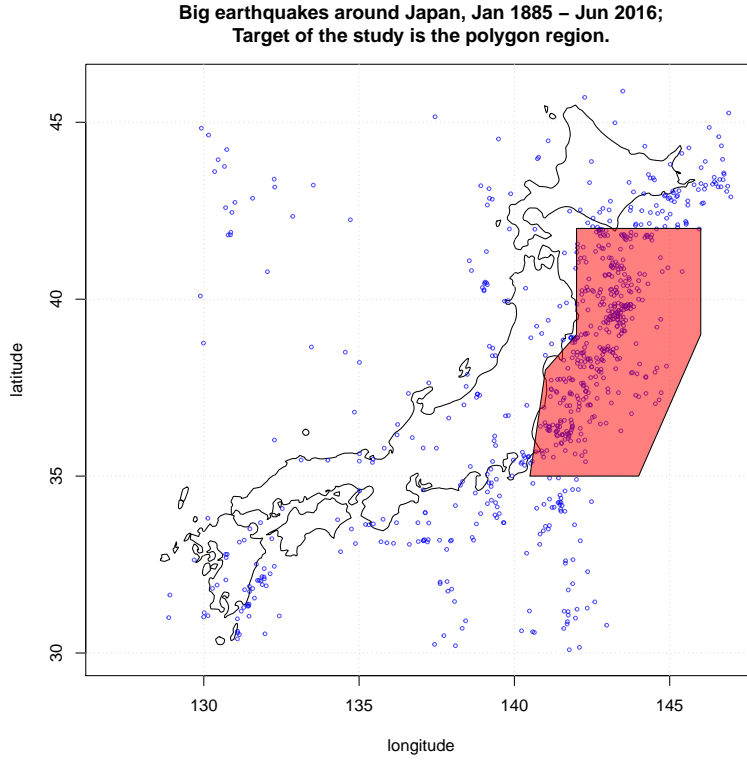 Big earthquakes around Japan, Jan 1885 − Jun 2016;
Target of the study is the polygon region.
latitude
45
40
35
30
130
135
140
145
longitude